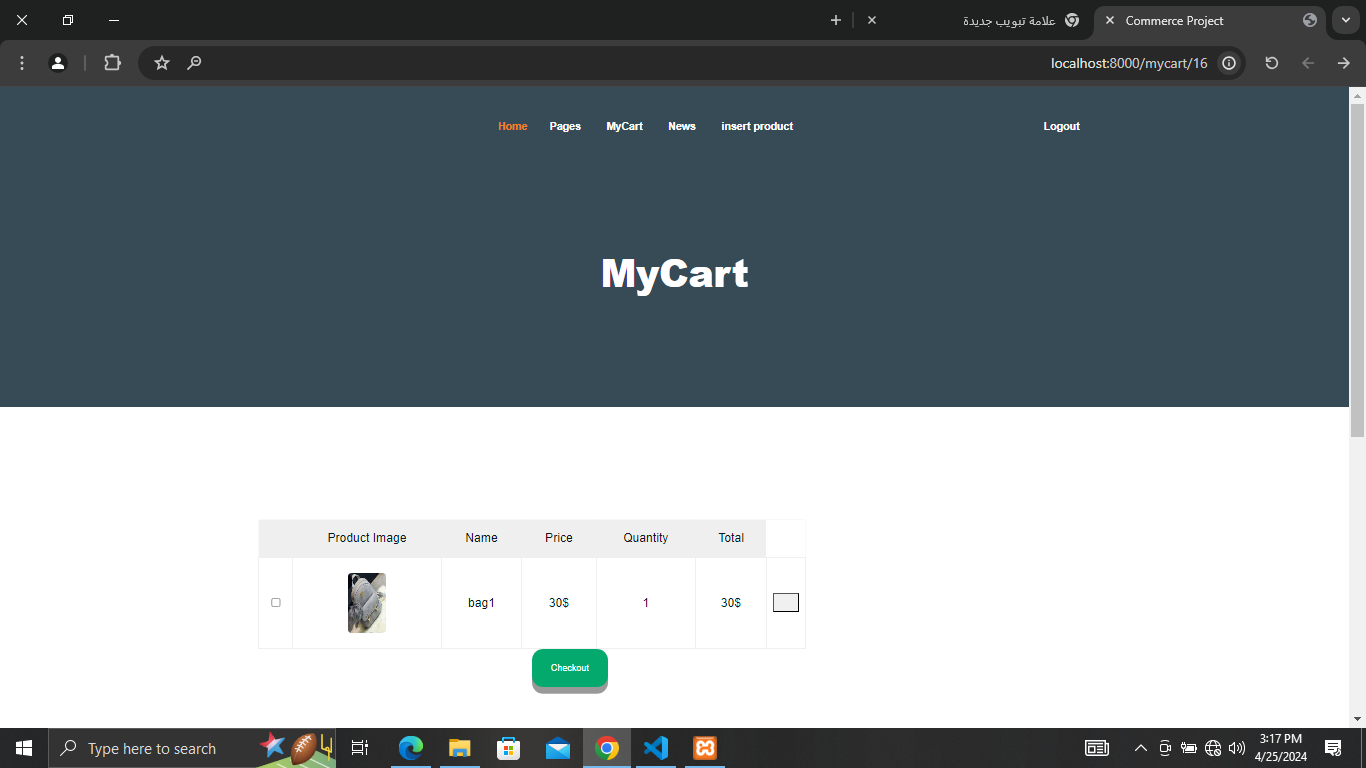 علامة تبويب جديدة
Commerce Project
localhost:8000/mycart/16
Home Pages MyCart News insert product Logout
MyCart
Product Image Name Price Quantity Total
bag1 30$ 1 30$
Checkout
Type here to search
3:17 PM
4/25/2024